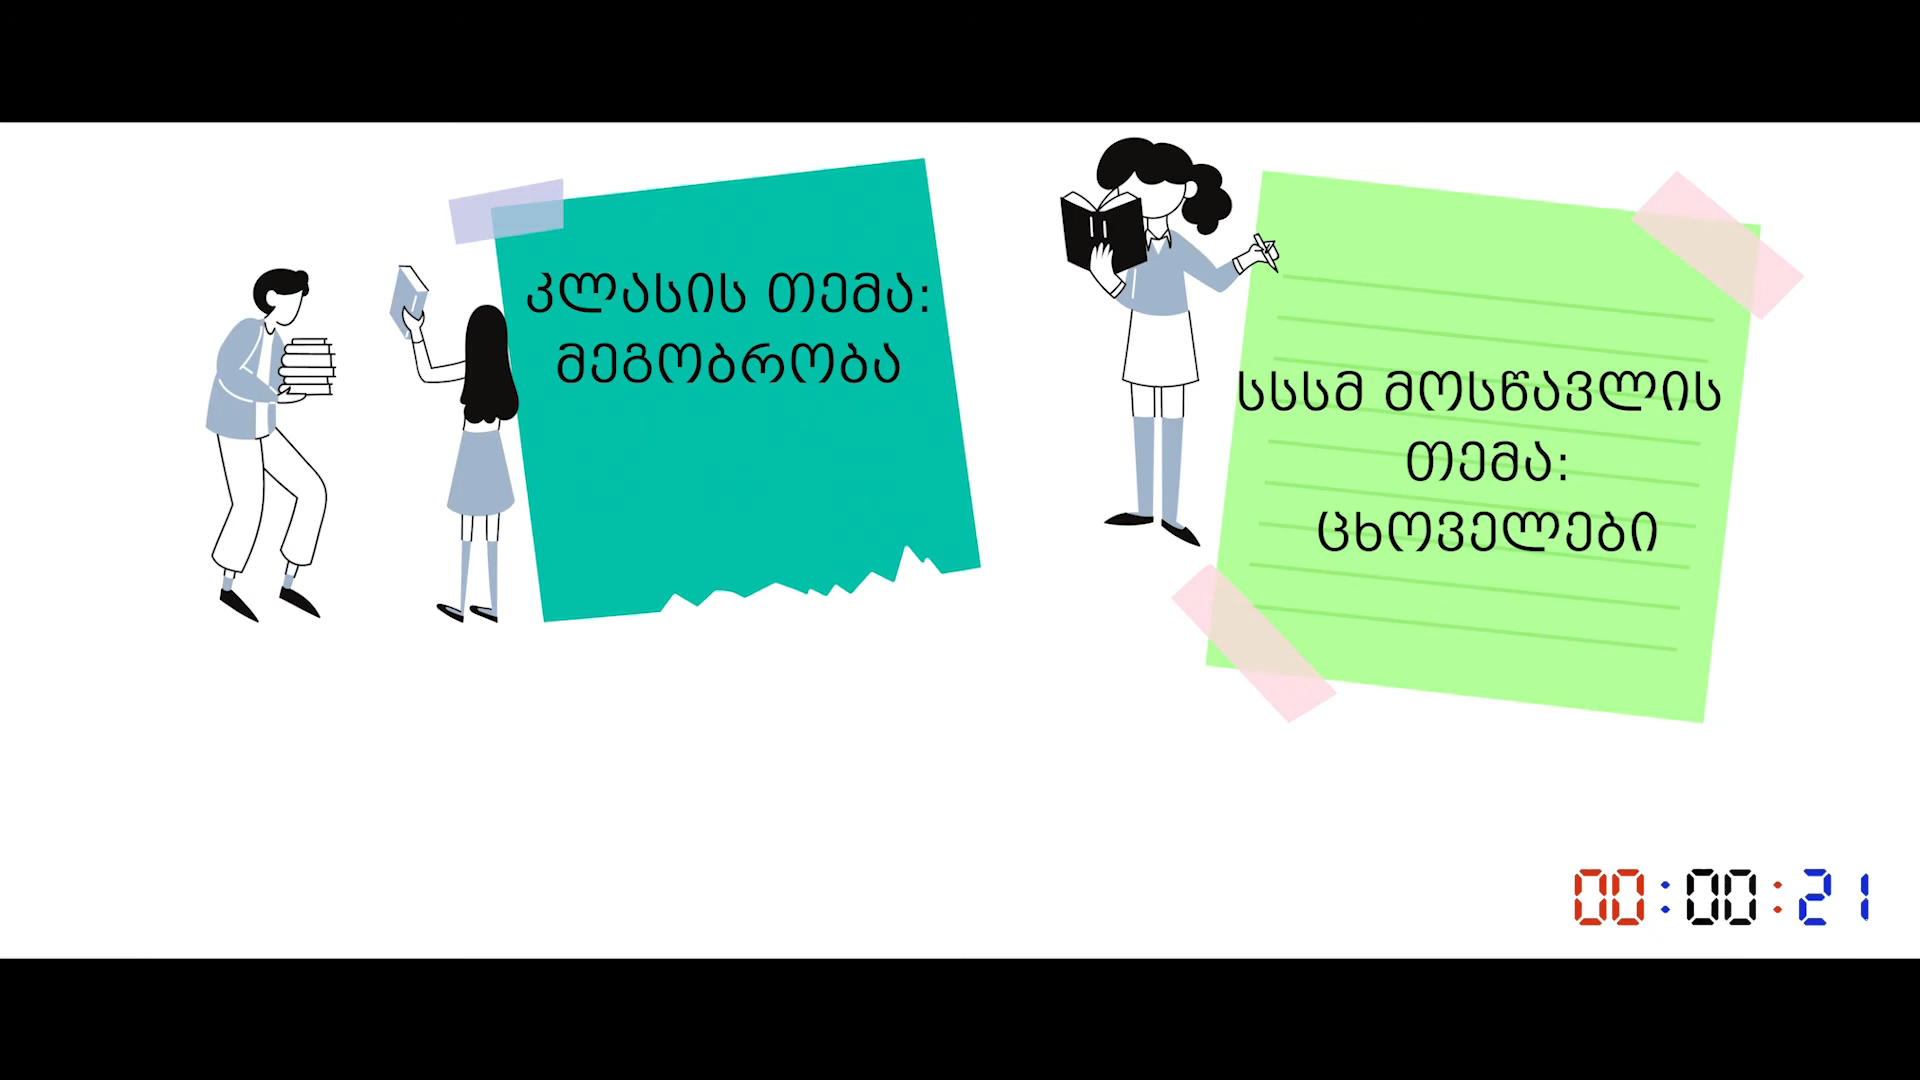 კლასის თემა:
მეგობრობა
სსსმ მოსწავლის
თემა:
ცხოველები
00:00:21